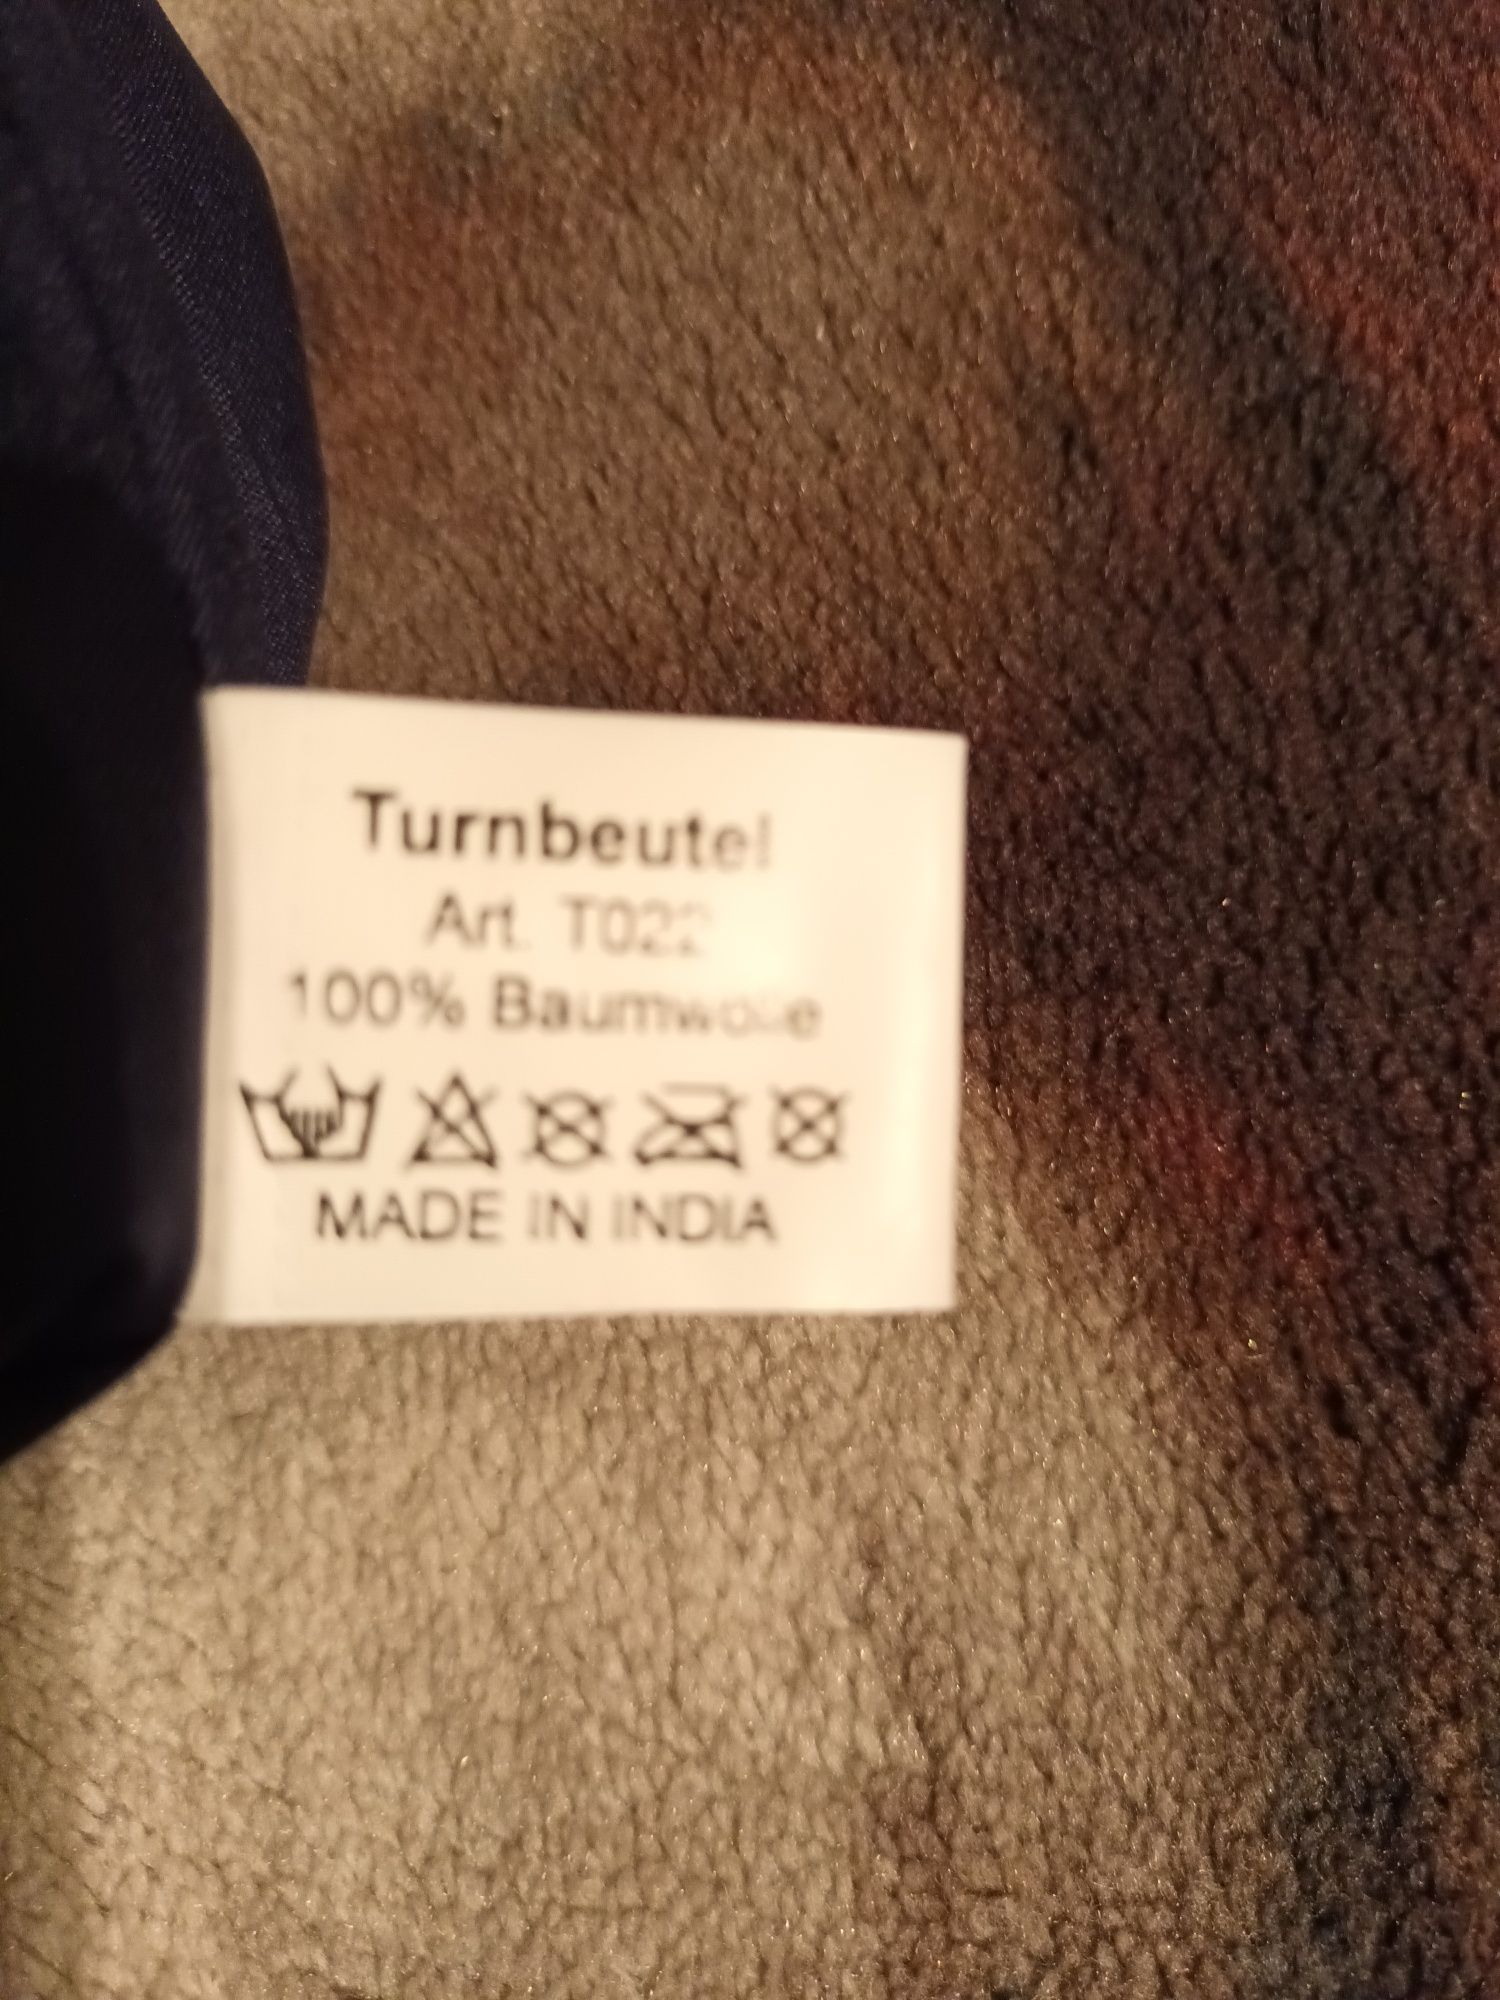 Turnbeutel
Art. T022
100% Baumwolle
MADE IN INDIA